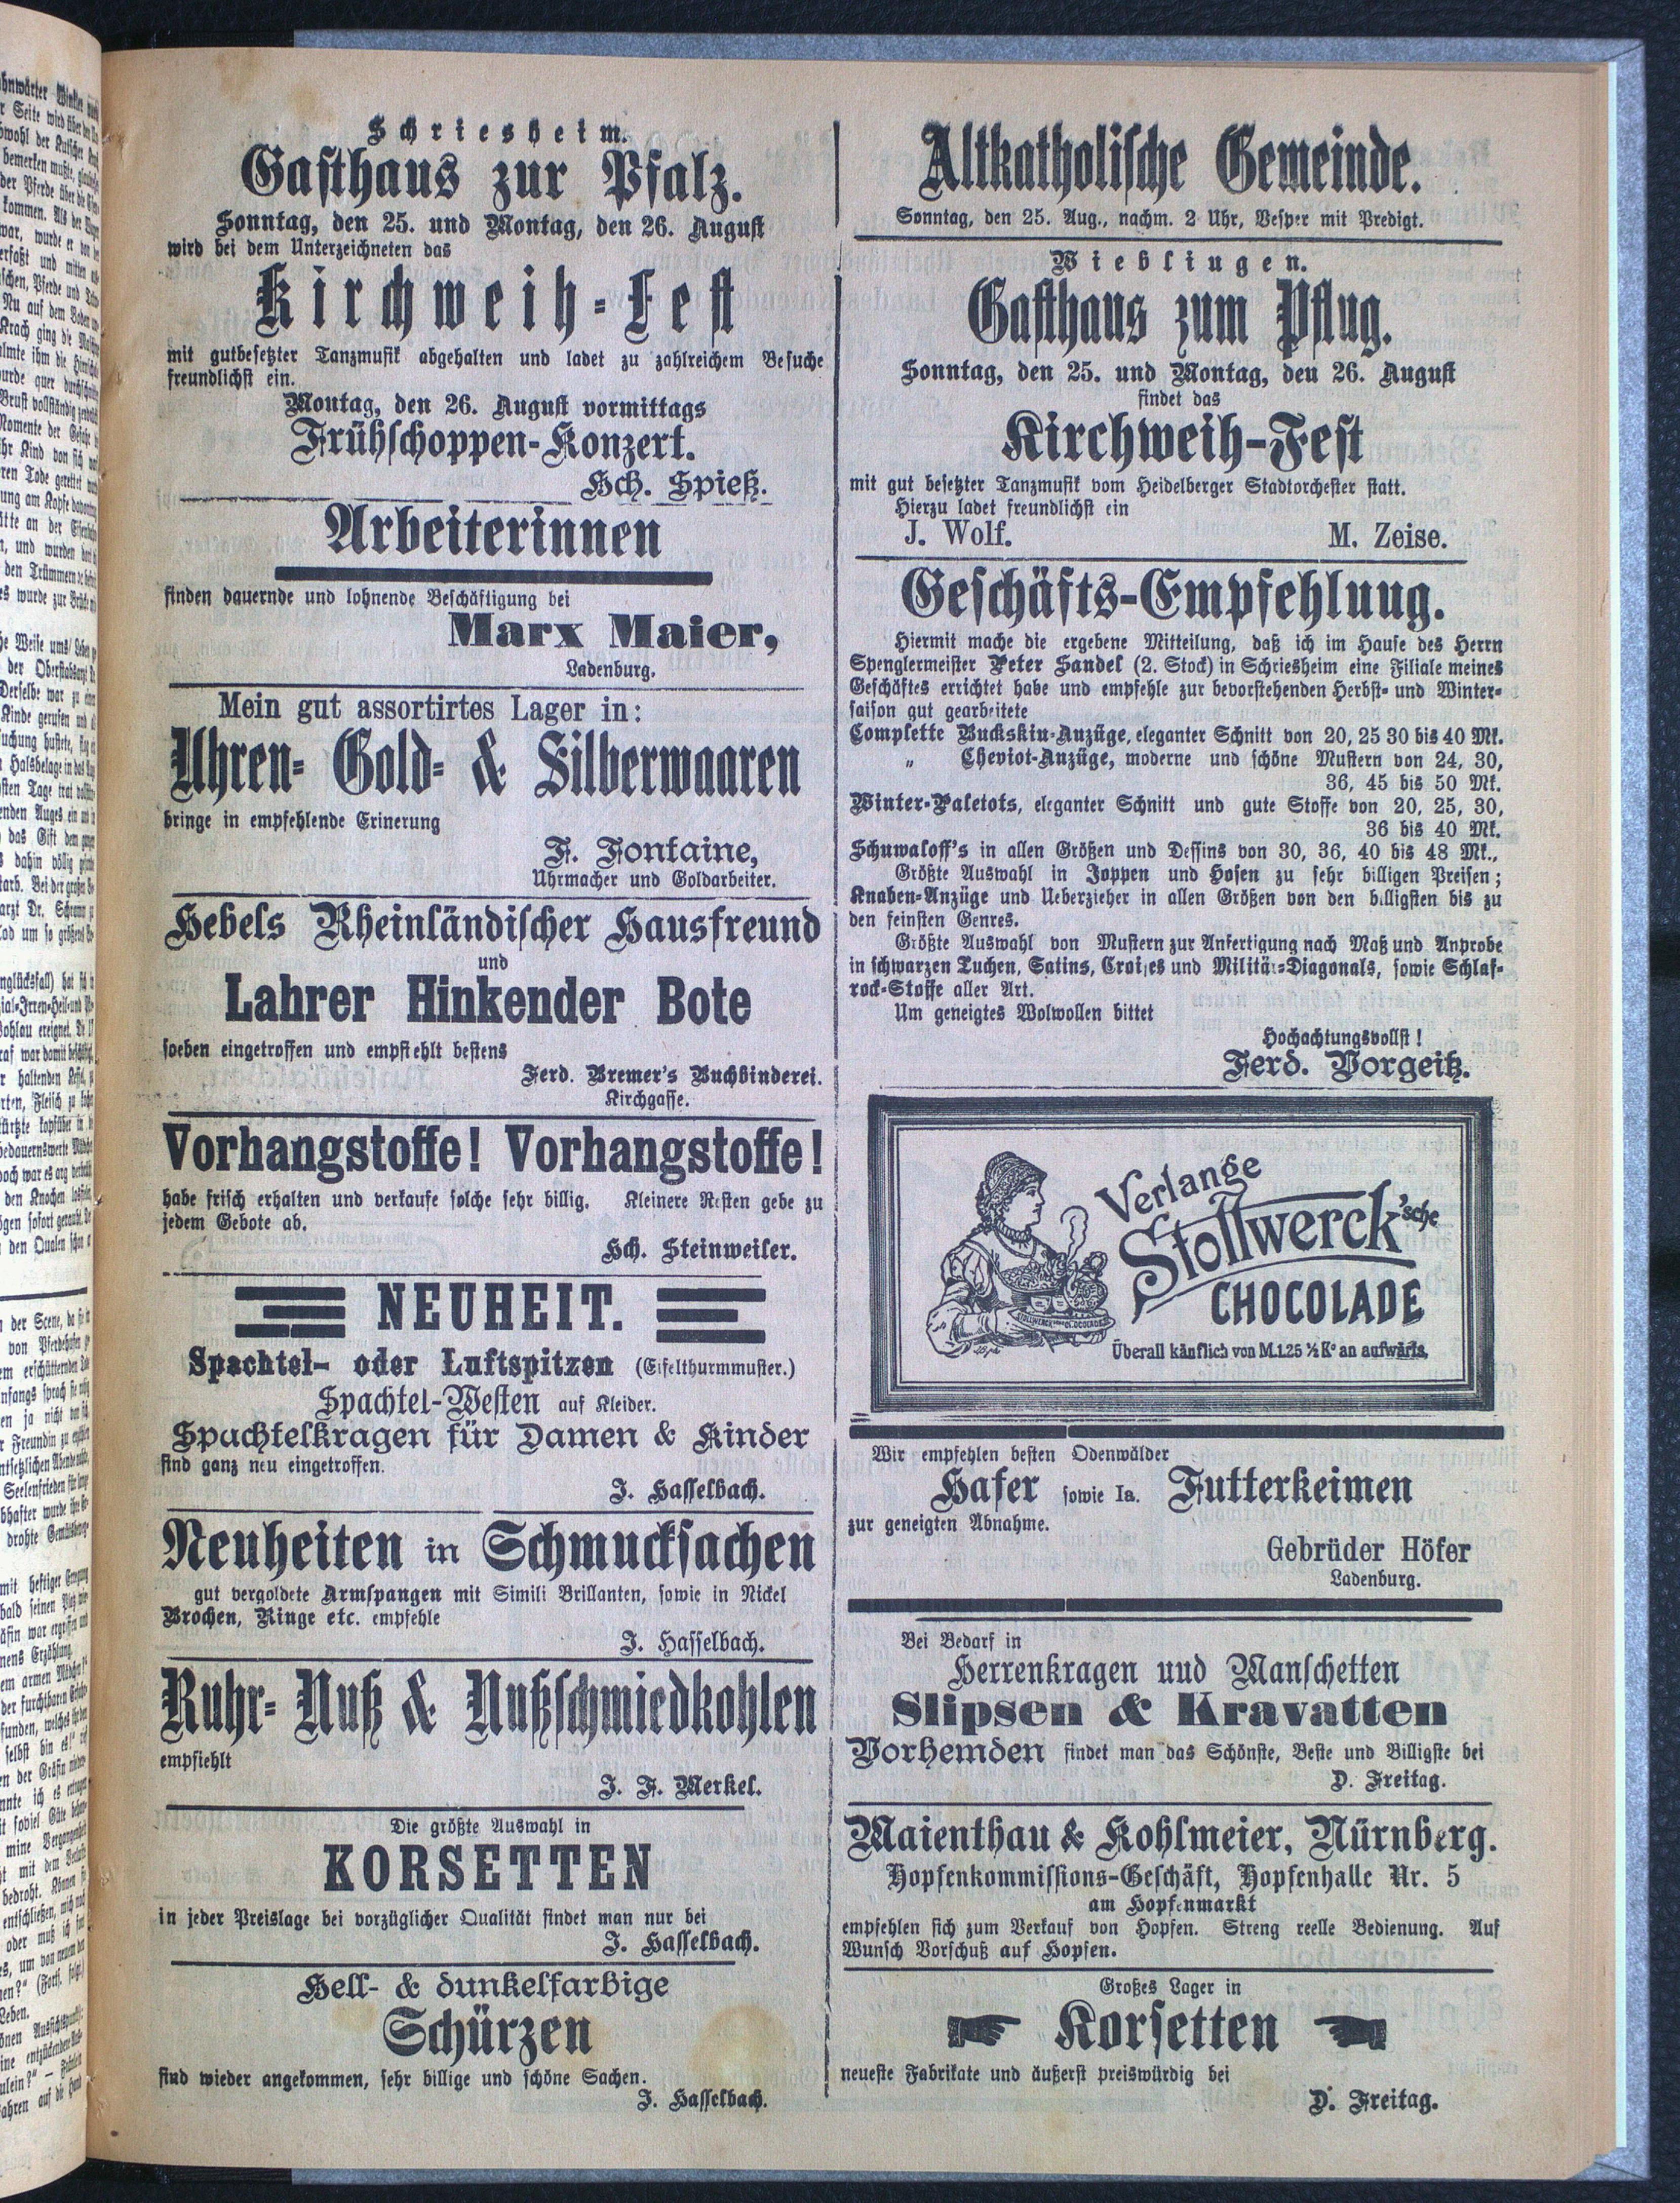 Schriesheim.
Gasthaus zur Pfalz.
Sonntag, den 25. und Montag, den 26. August
wird bei dem Unterzeichneten das
Kirchweih-Fest
mit gutbesetzter Tanzmusik abgehalten und ladet zu zahlreichem Besuche
freundlichst ein.
Montag, den 26. August vormittags
Frühschoppen-Konzert.
Hch. Spieß.
Arbeiterinnen
finden dauernde und lohnende Beschäftigung bei
Marx Maier,
Ladenburg.
Mein gut assortirtes Lager in:
Uhren- Gold- & Silberwaaren
bringe in empfehlende Erinerung
F. Fontaine,
Uhrmacher und Goldarbeiter.
Hebels Rheinländischer Hausfreund
und
Lahrer Hinkender Bote
soeben eingetroffen und empfiehlt bestens
Ferd. Bremer's Buchbinderei.
Kirchgasse.
Vorhangstoffe! Vorhangstoffe!
habe frisch erhalten und verkaufe solche sehr billig. Kleinere Resten gebe zu
jedem Gebote ab.
Hch. Steinweiler.
NEUHEIT.
Spachtel- oder Luftspitzen (Eifelthurmmuster.)
Spachtel-Westen auf Kleider.
Spachtelkragen für Damen & Kinder
sind ganz neu eingetroffen.
J. Hasselbach.
Neuheiten in Schmucksachen
gut vergoldete Armspangen mit Simili Brillanten, sowie in Nickel
Brochen, Ringe etc. empfehle
J. Hasselbach.
Ruhr- Nuß & Nußschmiedkohlen
empfiehlt
J. F. Merkel.
Die größte Auswahl in
KORSETTEN
in jeder Preislage bei vorzüglicher Qualität findet man nur bei
J. Hasselbach.
Hell- & dunkelfarbige
Schürzen
sind wieder angekommen, sehr billige und schöne Sachen.
J. Hasselbach.
Altkatholische Gemeinde.
Sonntag, den 25. Aug., nachm. 2 Uhr, Vesper mit Predigt.
Wieblingen.
Gasthaus zum Pflug.
Sonntag, den 25. und Montag, den 26. August
findet das
Kirchweih-Fest
mit gut besetzter Tanzmusik vom Heidelberger Stadtorchester statt.
Hierzu ladet freundlichst ein
J. Wolf. M. Zeise.
Geschäfts-Empfehlung.
Hiermit mache die ergebene Mitteilung, daß ich im Hause des Herrn
Spenglermeister Peter Handel (2. Stock) in Schriesheim eine Filiale meines
Geschäftes errichtet habe und empfehle zur bevorstehenden Herbst- und Winter-
saison gut gearbeitete
Complette Buckskin-Anzüge, eleganter Schnitt von 20, 25 30 bis 40 Mk.
" Cheviot-Anzüge, moderne und schöne Mustern von 24, 30,
36, 45 bis 50 Mk.
Winter-Paletots, eleganter Schnitt und gute Stoffe von 20, 25, 30,
36 bis 40 Mk.
Schuwaloff's in allen Größen und Dessins von 30, 36, 40 bis 48 Mk.,
Größte Auswahl in Joppen und Hosen zu sehr billigen Preisen;
Knaben-Anzüge und Ueberzieher in allen Größen von den billigsten bis zu
den feinsten Genres.
Größte Auswahl von Mustern zur Anfertigung nach Maß und Anprobe
in schwarzen Tuchen, Satins, Croises und Militär-Diagonals, sowie Schlaf-
rock-Stoffe aller Art.
Um geneigtes Wolwollen bittet
Hochachtungsvollst!
Ferd. Vorgeitz.
Verlange
Stollwerck'sche
CHOCOLADE
Überall käuflich von M.1.25 ½ Ko an aufwärts.
Wir empfehlen besten Odenwälder
Hafer sowie Ia. Futterkeimen
zur geneigten Abnahme.
Gebrüder Höfer
Ladenburg.
Bei Bedarf in
Herrenkragen und Manschetten
Slipsen & Kravatten
Vorhemden findet man das Schönste, Beste und Billigste bei
D. Freitag.
Maienthau & Kohlmeier, Nürnberg.
Hopfenkommissions-Geschäft, Hopfenhalle Nr. 5
am Hopfenmarkt
empfehlen sich zum Verkauf von Hopfen. Streng reelle Bedienung. Auf
Wunsch Vorschuß auf Hopfen.
Großes Lager in
Korsetten
neueste Fabrikate und äußerst preiswürdig bei
D. Freitag.